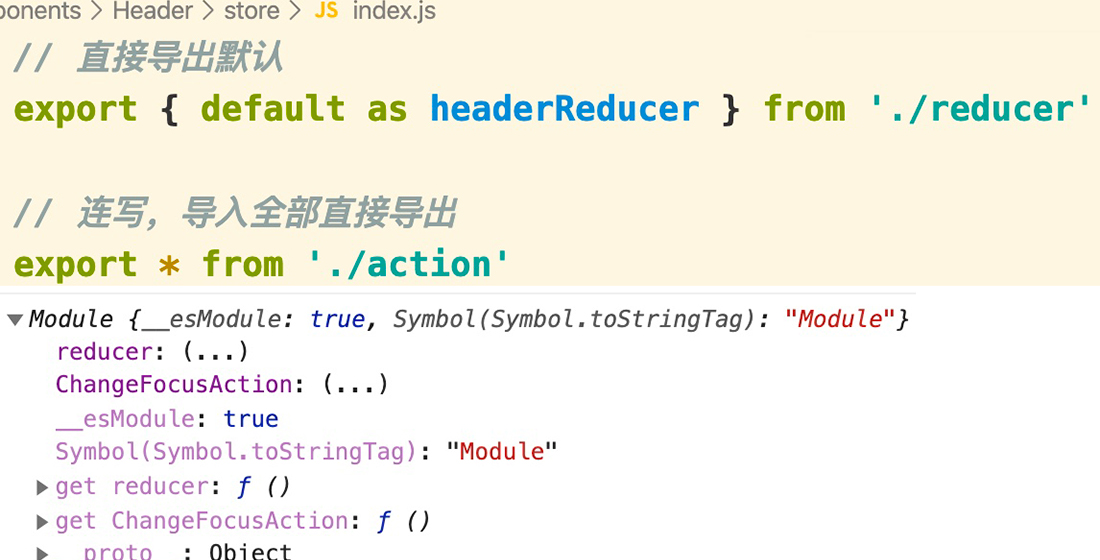 ponents > Header > store > JS index.js
// 直接导出默认
export { default as headerReducer } from './reducer'
// 连写，导入全部直接导出
export * from './action'
▼Module {__esModule: true, Symbol(Symbol.toStringTag): "Module"}
reducer: (...)
ChangeFocusAction: (...)
__esModule: true
Symbol(Symbol.toStringTag): "Module"
▶get reducer: ƒ ()
▶get ChangeFocusAction: ƒ ()
▶__proto__: Object